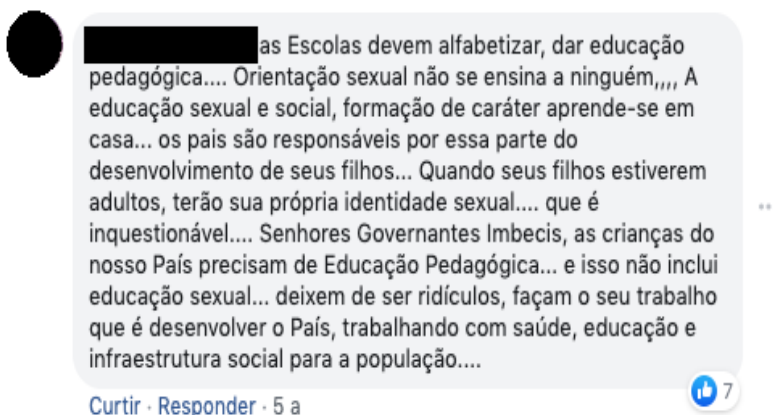 as Escolas devem alfabetizar, dar educação
pedagógica.... Orientação sexual não se ensina a ninguém,,,, A
educação sexual e social, formação de caráter aprende-se em
casa... os pais são responsáveis por essa parte do
desenvolvimento de seus filhos... Quando seus filhos estiverem
adultos, terão sua própria identidade sexual.... que é
inquestionável.... Senhores Governantes Imbecis, as crianças do
nosso País precisam de Educação Pedagógica... e isso não inclui
educação sexual... deixem de ser ridículos, façam o seu trabalho
que é desenvolver o País, trabalhando com saúde, educação e
infraestrutura social para a população....
7
Curtir · Responder · 5 a